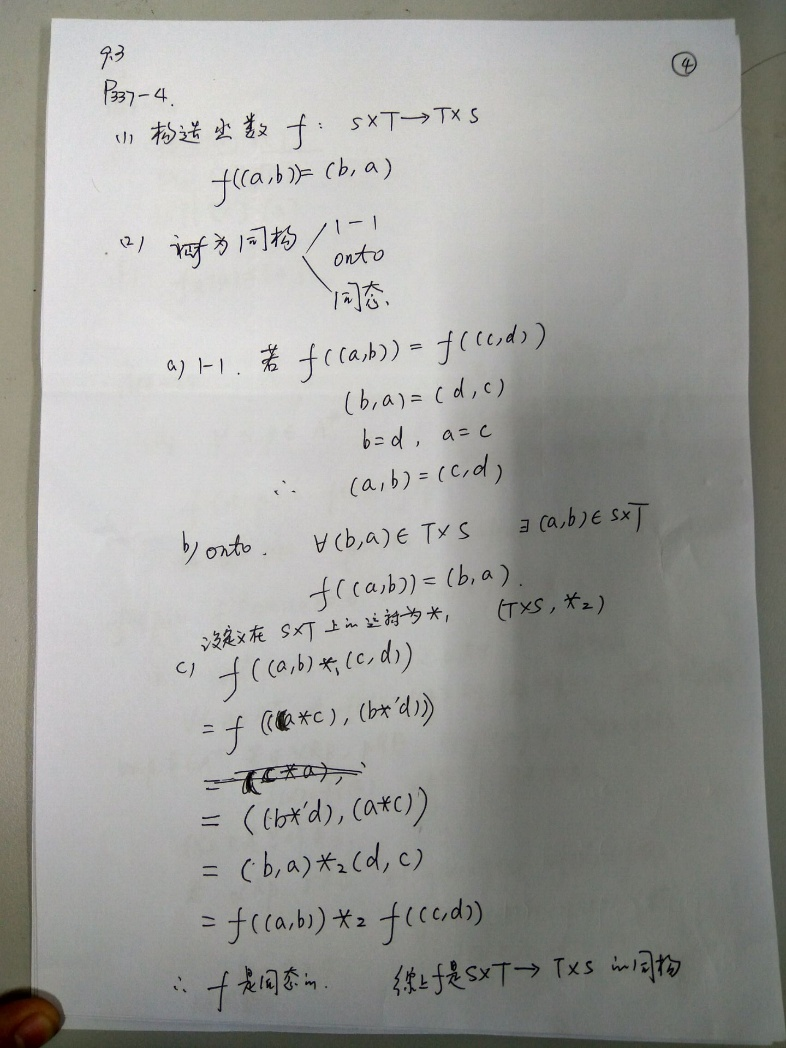 9.3
④
P337-4.
(1) 构造函数 f: S×T→T×S
f((a,b))=(b,a)
(2) 证f为同构 1-1
onto
同态.
a) 1-1. 若 f((a,b)) = f((c,d))
(b,a)=(d,c)
b=d, a=c
∴ (a,b)=(c,d)
b) onto. ∀(b,a)∈T×S ∃(a,b)∈S×T
f((a,b))=(b,a).
设定义在 S×T 上的运算为*₁ (T×S,*₂)
c) f((a,b)*₁(c,d))
= f(((a*c),(b*'d)))
= ((b*'d),(a*c))
= (b,a)*₂(d,c)
= f((a,b))*₂ f((c,d))
∴ f 是同态的. 综上f是S×T→T×S 的同构